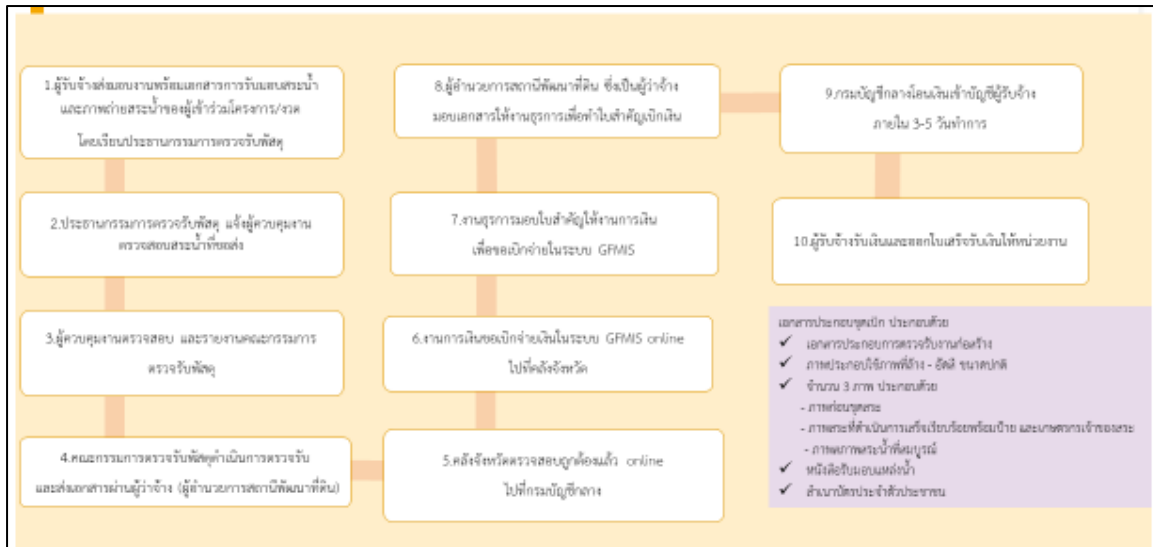 1.ผู้รับจ้างส่งมอบงานพร้อมเอกสารการรับมอบสระน้ำ
และภาพถ่ายสระน้ำของผู้เข้าร่วมโครงการ/งวด
โดยเรียนประธานกรรมการตรวจรับพัสดุ
2.ประธานกรรมการตรวจรับพัสดุ แจ้งผู้ควบคุมงาน
ตรวจสอบสระน้ำที่ขอส่ง
3.ผู้ควบคุมงานตรวจสอบ และรายงานคณะกรรมการ
ตรวจรับพัสดุ
4.คณะกรรมการตรวจรับพัสดุดำเนินการตรวจรับ
และส่งเอกสารผ่านผู้ว่าจ้าง (ผู้อำนวยการสถานีพัฒนาที่ดิน)
5.คลังจังหวัดตรวจสอบถูกต้องแล้ว online
ไปที่กรมบัญชีกลาง
6.งานการเงินขอเบิกจ่ายเงินในระบบ GFMIS online
ไปที่คลังจังหวัด
7.งานธุรการมอบใบสำคัญให้งานการเงิน
เพื่อขอเบิกจ่ายในระบบ GFMIS
8.ผู้อำนวยการสถานีพัฒนาที่ดิน ซึ่งเป็นผู้ว่าจ้าง
มอบเอกสารให้งานธุรการเพื่อทำใบสำคัญเบิกเงิน
9.กรมบัญชีกลางโอนเงินเข้าบัญชีผู้รับจ้าง
ภายใน 3-5 วันทำการ
10.ผู้รับจ้างรับเงินและออกใบเสร็จรับเงินให้หน่วยงาน
เอกสารประกอบชุดเบิก ประกอบด้วย
✓ เอกสารประกอบการตรวจรับงานก่อสร้าง
✓ ภาพประกอบใช้ภาพที่ล้าง - อัดสี ขนาดปกติ
✓ จำนวน 3 ภาพ ประกอบด้วย
- ภาพก่อนขุดสระ
- ภาพสระที่ดำเนินการเสร็จเรียบร้อยพร้อมป้าย และเกษตรกรเจ้าของสระ
- ภาพสระน้ำที่สมบูรณ์
✓ หนังสือรับมอบแหล่งน้ำ
✓ สำเนาบัตรประจำตัวประชาชน